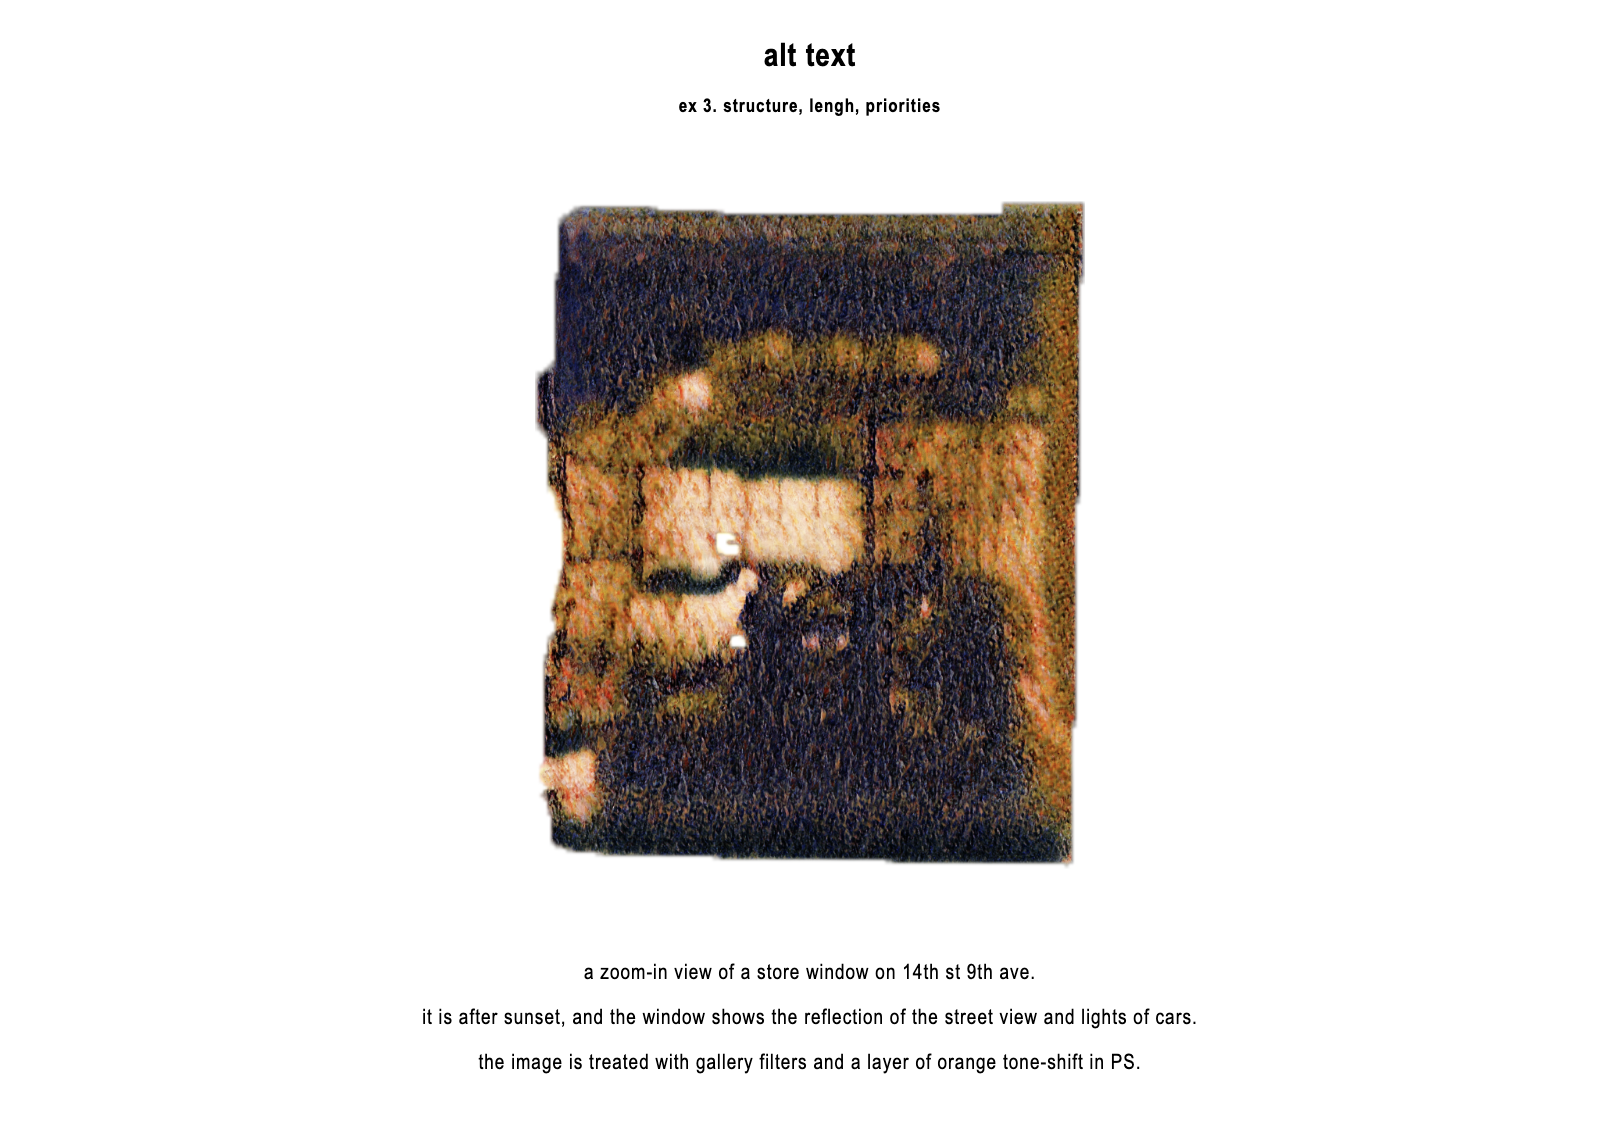 alt text
ex 3. structure, lengh, priorities
a zoom-in view of a store window on 14th st 9th ave.
it is after sunset, and the window shows the reflection of the street view and lights of cars.
the image is treated with gallery filters and a layer of orange tone-shift in PS.